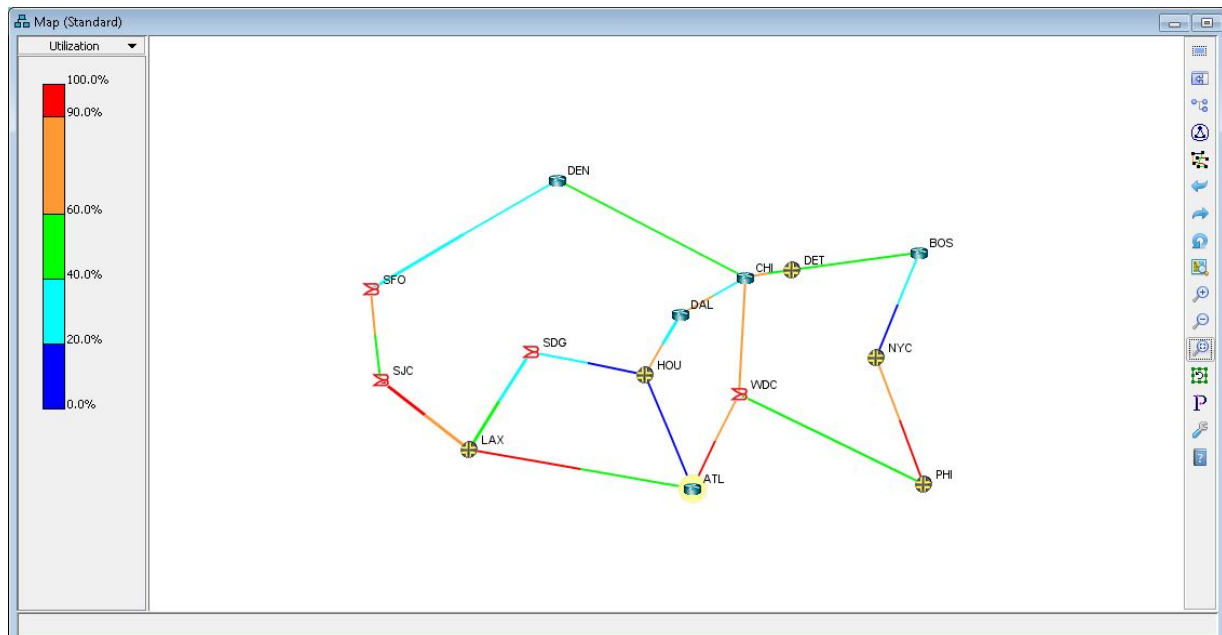 Map (Standard)
Utilization
100.0%
90.0%
60.0%
40.0%
20.0%
0.0%
DEN
BOS
DET
CHI
SFO
DAL
SDG
NYC
HOU
SJC
WDC
LAX
PHI
ATL
P
?